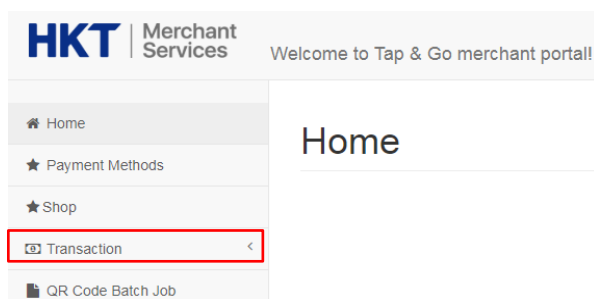 HKT Merchant Services
Welcome to Tap & Go merchant portal!
Home
Home
Payment Methods
Shop
Transaction
QR Code Batch Job